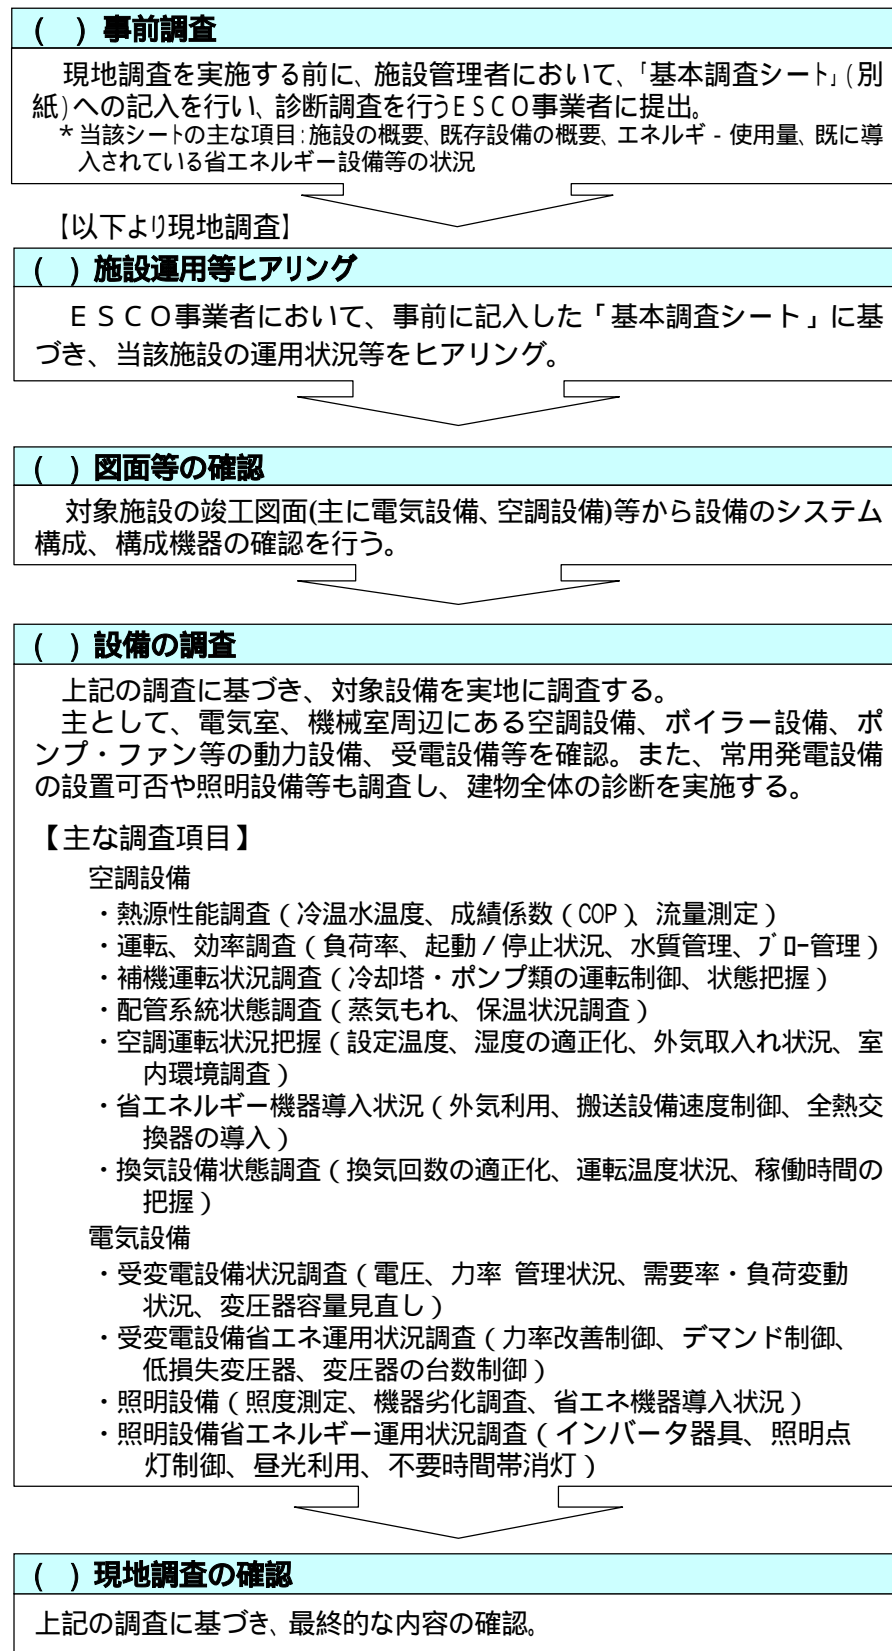 (　) 事前調査
現地調査を実施する前に、施設管理者において、「基本調査シート」(別
紙)への記入を行い、診断調査を行うESCO事業者に提出。
*当該シートの主な項目:施設の概要、既存設備の概要、エネルギ-使用量、既に導
入されている省エネルギー設備等の状況
【以下より現地調査】
(　) 施設運用等ヒアリング
ESCO事業者において、事前に記入した「基本調査シート」に基
づき、当該施設の運用状況等をヒアリング。
(　) 図面等の確認
対象施設の竣工図面(主に電気設備、空調設備)等から設備のシステム
構成、構成機器の確認を行う。
(　) 設備の調査
上記の調査に基づき、対象設備を実地に調査する。
主として、電気室、機械室周辺にある空調設備、ボイラー設備、ポ
ンプ・ファン等の動力設備、受電設備等を確認。また、常用発電設備
の設置可否や照明設備等も調査し、建物全体の診断を実施する。
【主な調査項目】
空調設備
・熱源性能調査(冷温水温度、成績係数(COP)、流量測定)
・運転、効率調査(負荷率、起動/停止状況、水質管理、ブロー管理)
・補機運転状況調査(冷却塔・ポンプ類の運転制御、状態把握)
・配管系統状態調査(蒸気もれ、保温状況調査)
・空調運転状況把握(設定温度、湿度の適正化、外気取入れ状況、室
内環境調査)
・省エネルギー機器導入状況(外気利用、搬送設備速度制御、全熱交
換器の導入)
・換気設備状態調査(換気回数の適正化、運転温度状況、稼働時間の
把握)
電気設備
・受変電設備状況調査(電圧、力率 管理状況、需要率・負荷変動
状況、変圧器容量見直し)
・受変電設備省エネ運用状況調査(力率改善制御、デマンド制御、
低損失変圧器、変圧器の台数制御)
・照明設備(照度測定、機器劣化調査、省エネ機器導入状況)
・照明設備省エネルギー運用状況調査(インバータ器具、照明点
灯制御、昼光利用、不要時間帯消灯)
(　) 現地調査の確認
上記の調査に基づき、最終的な内容の確認。